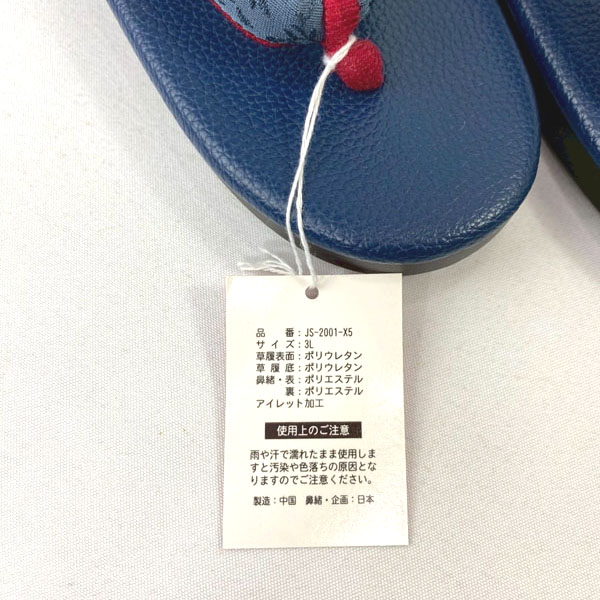 品　　番：JS-2001-X5
サ イ ズ：3L
草履表面：ポリウレタン
草 履 底：ポリウレタン
鼻緒・表：ポリエステル
裏：ポリエステル
アイレット加工
使用上のご注意
雨や汗で濡れたまま使用しま
すと汚染や色落ちの原因とな
りますのでご注意ください。
製造：中国　鼻緒・企画：日本